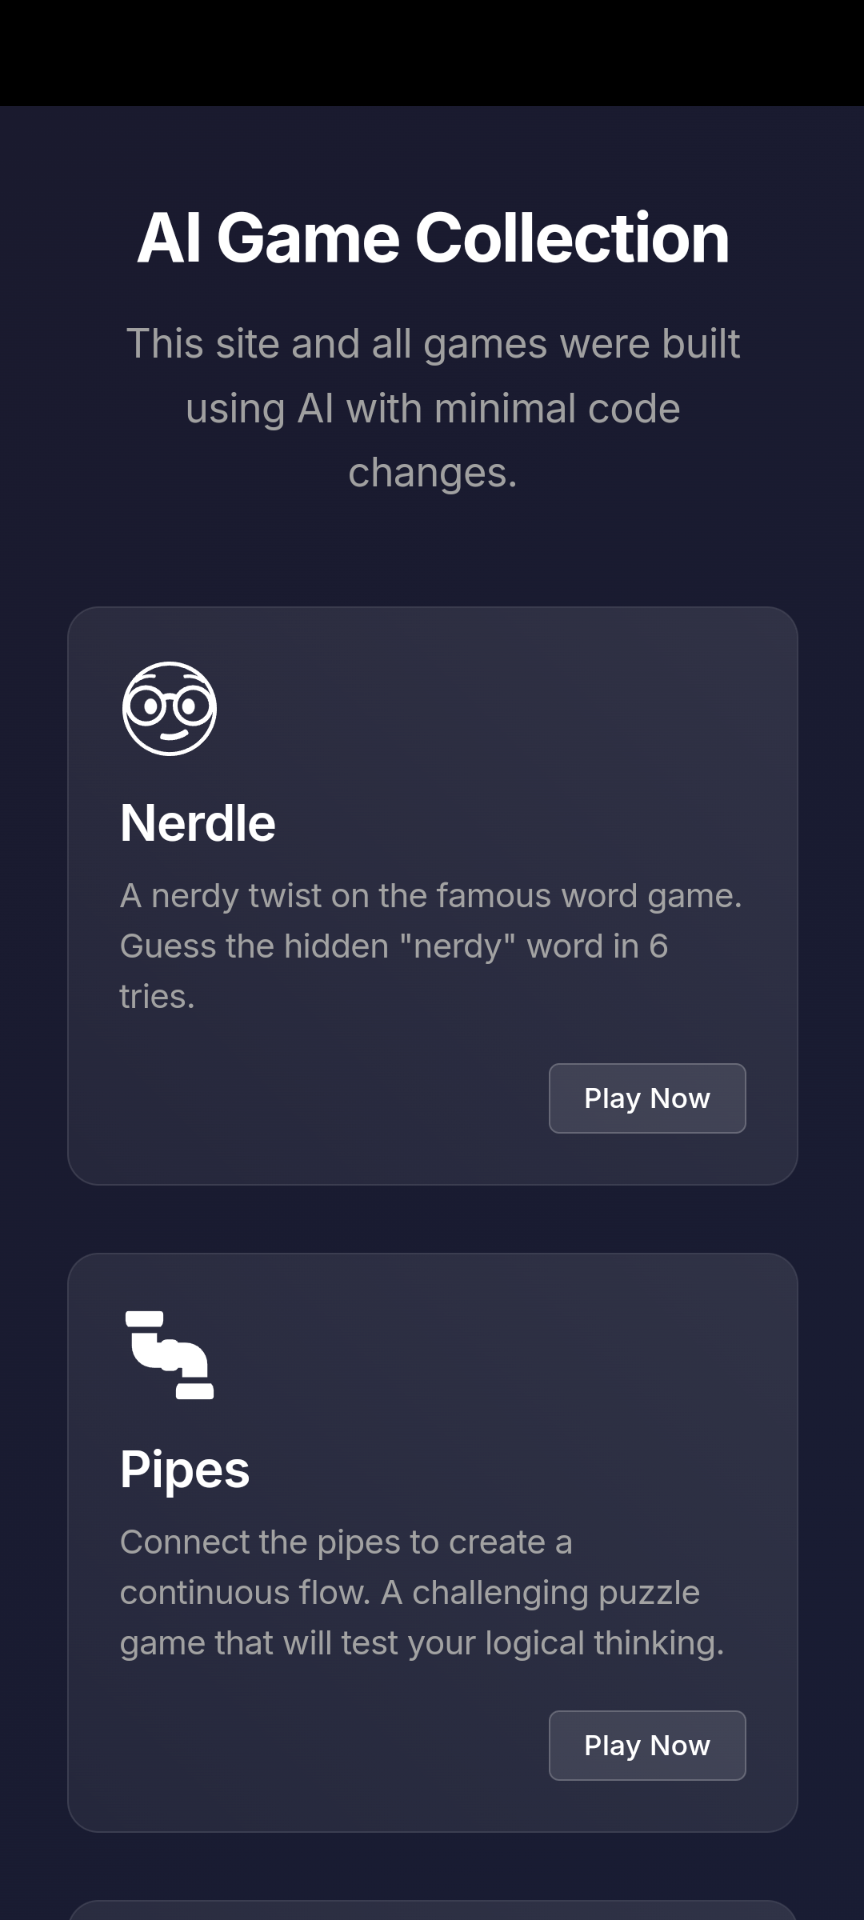 AI Game Collection
This site and all games were built
using AI with minimal code
changes.
Nerdle
A nerdy twist on the famous word game.
Guess the hidden "nerdy" word in 6
tries.
Play Now
Pipes
Connect the pipes to create a
continuous flow. A challenging puzzle
game that will test your logical thinking.
Play Now